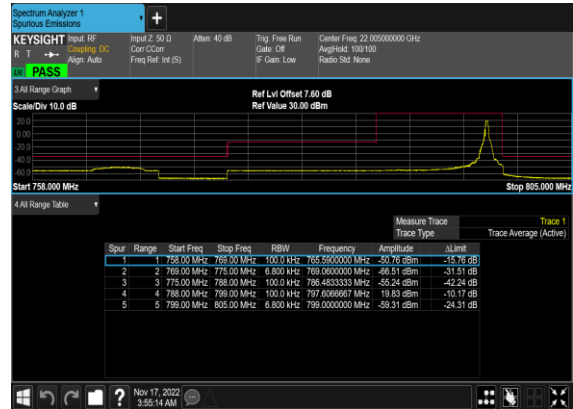 Spectrum Analyzer 1
Spurious Emissions
+
KEYSIGHT Input: RF Input Z: 50 Ω Atten: 40 dB Trig: Free Run Center Freq: 22.005000000 GHz
R T Coupling: DC Corr CCorr Gate: Off Avg|Hold: 100/100
Align: Auto Freq Ref: Int (S) IF Gain: Low Radio Std: None
PASS
3 All Range Graph
Ref Lvl Offset 7.60 dB
Scale/Div 10.0 dB Ref Value 30.00 dBm
20.0
0.00
-20.0
-40.0
-60.0
Start 758.000 MHz Stop 805.000 MHz
4 All Range Table
Measure Trace Trace 1
Trace Type Trace Average (Active)
Spur Range Start Freq Stop Freq RBW Frequency Amplitude ΔLimit
1 1 758.00 MHz 769.00 MHz 100.0 kHz 765.5900000 MHz -50.76 dBm -15.76 dB
2 2 769.00 MHz 775.00 MHz 6.800 kHz 769.0600000 MHz -66.51 dBm -31.51 dB
3 3 775.00 MHz 788.00 MHz 100.0 kHz 786.4833333 MHz -55.24 dBm -42.24 dB
4 4 788.00 MHz 799.00 MHz 100.0 kHz 797.6066667 MHz 19.83 dBm -10.17 dB
5 5 799.00 MHz 805.00 MHz 6.800 kHz 799.0000000 MHz -59.31 dBm -24.31 dB
? Nov 17, 2022
3:55:14 AM